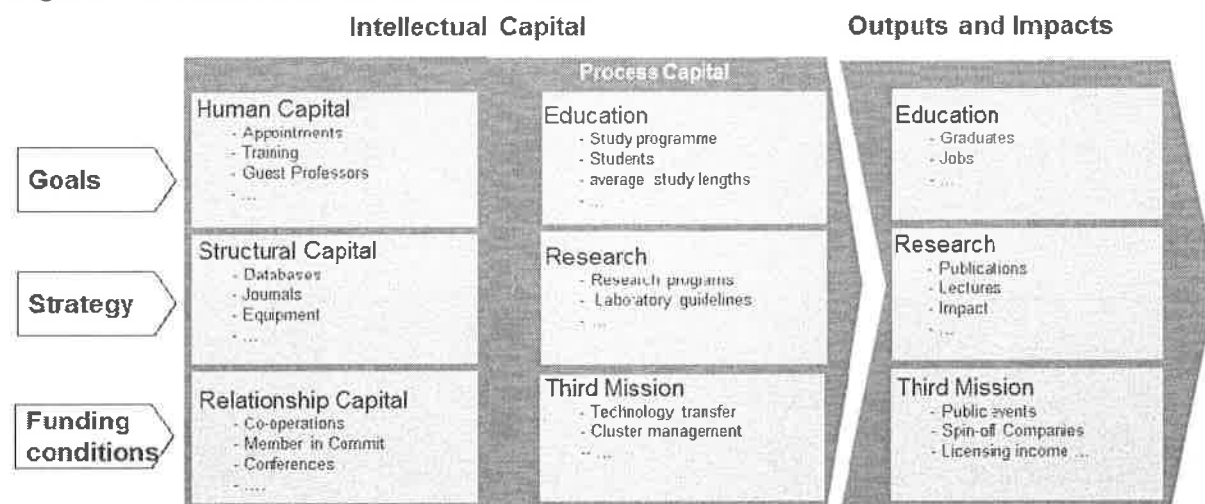 Intellectual Capital
Outputs and Impacts
Process Capital
Goals
Strategy
Funding
conditions
Human Capital
- Appointments
- Training
- Guest Professors
- ...
Structural Capital
- Databases
- Journals
- Equipment
- ...
Relationship Capital
- Co-operations
- Member in Commit
- Conferences
- ....
Education
- Study programme
- Students
- average study lengths
- ...
Research
- Research programs
- Laboratory guidelines
- ...
Third Mission
- Technology transfer
- Cluster management
- ...
Education
- Graduates
- Jobs
- ...
Research
- Publications
- Lectures
- Impact
- ...
Third Mission
- Public events
- Spin-off Companies
- Licensing income ...